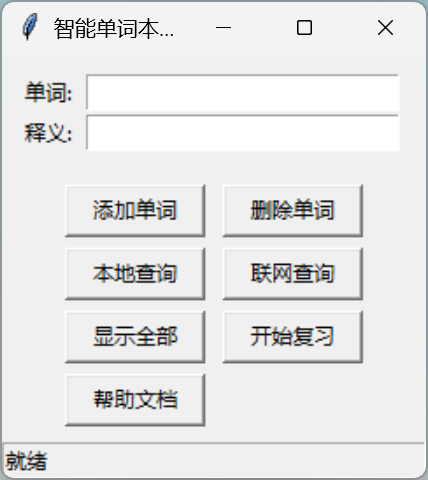 智能单词本...
单词:
释义:
添加单词 删除单词
本地查询 联网查询
显示全部 开始复习
帮助文档
就绪